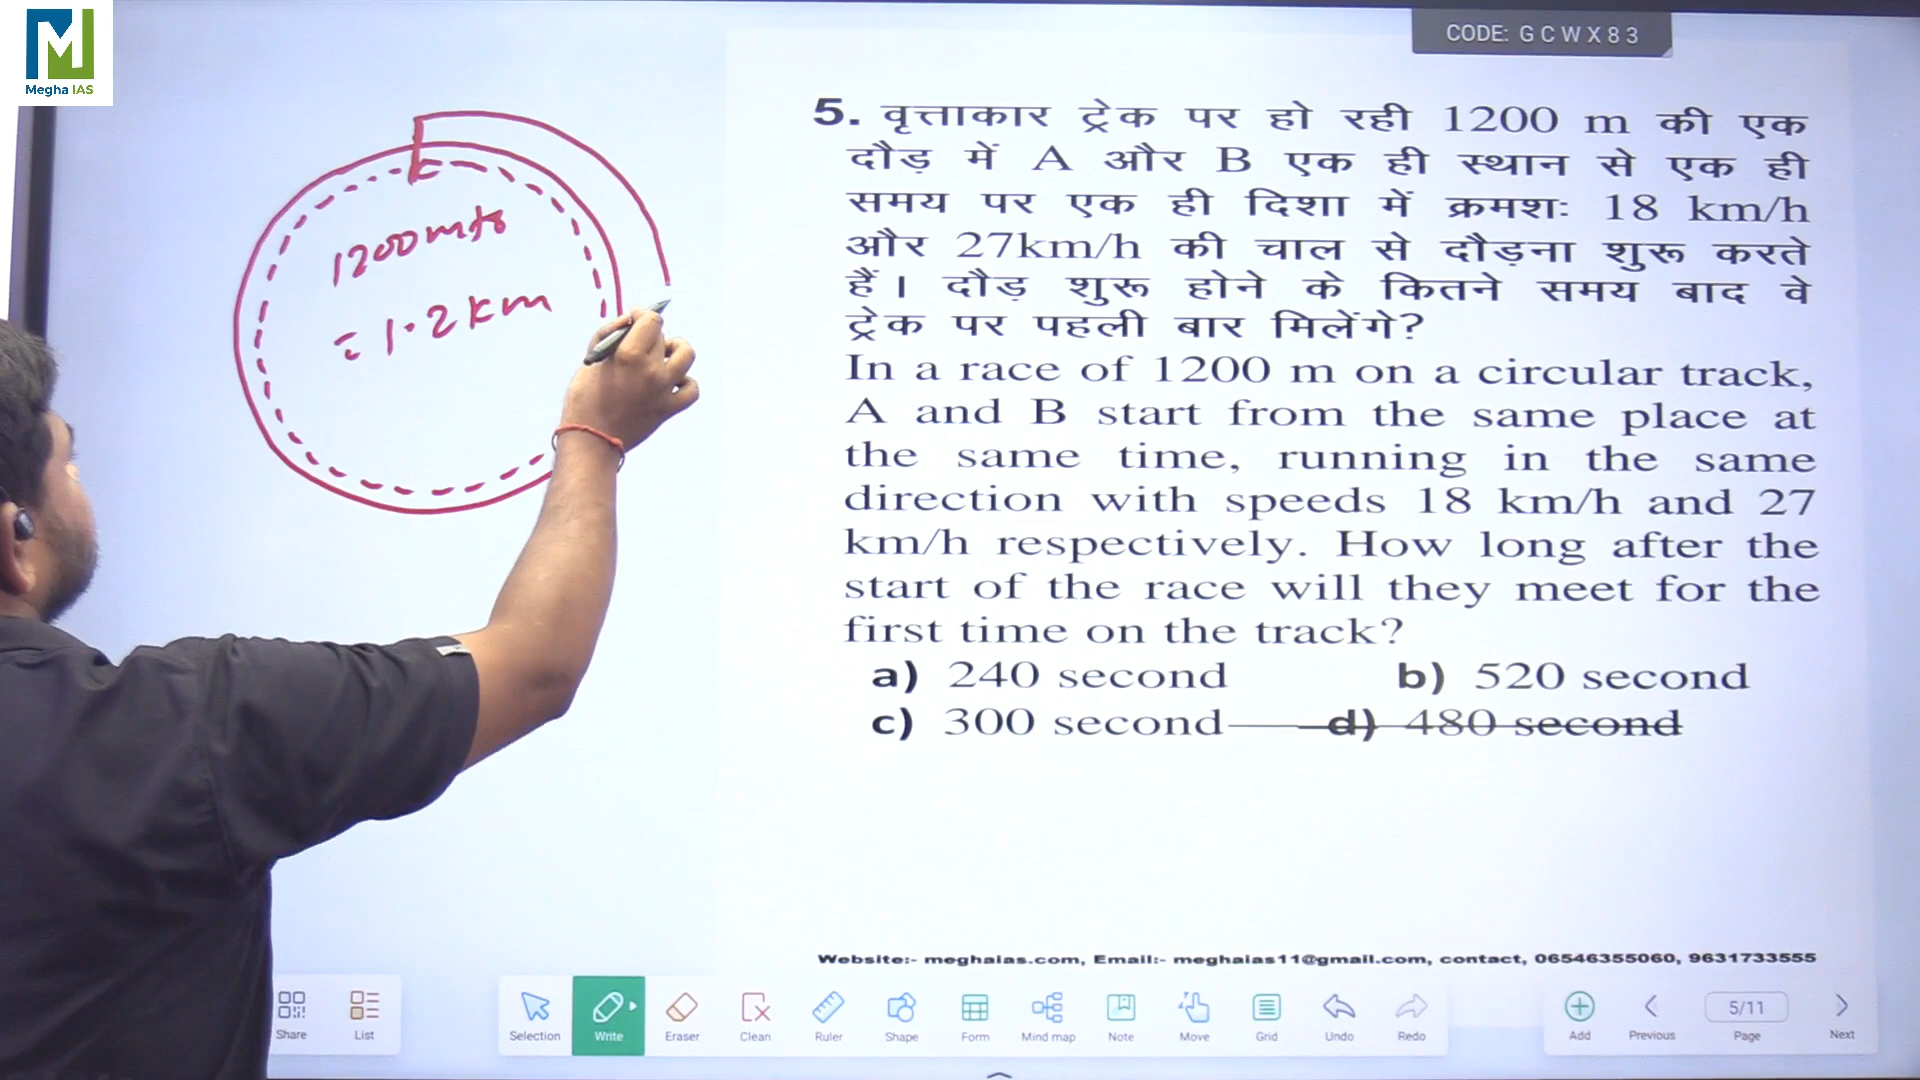 Megha IAS
CODE: G C W X 8 3
1200mts
= 1.2km
5. वृत्ताकार ट्रेक पर हो रही 1200 m की एक
दौड़ में A और B एक ही स्थान से एक ही
समय पर एक ही दिशा में क्रमशः 18 km/h
और 27km/h की चाल से दौड़ना शुरू करते
हैं। दौड़ शुरू होने के कितने समय बाद वे
ट्रेक पर पहली बार मिलेंगे?
In a race of 1200 m on a circular track,
A and B start from the same place at
the same time, running in the same
direction with speeds 18 km/h and 27
km/h respectively. How long after the
start of the race will they meet for the
first time on the track?
a) 240 second b) 520 second
c) 300 second d) 480 second
Website:- meghaias.com, Email:- meghaias11@gmail.com, contact, 06546355060, 9631733555
Share List Selection Write Eraser Clean Ruler Shape Form Mind map Note Move Grid Undo Redo Add Previous 5/11 Page Next